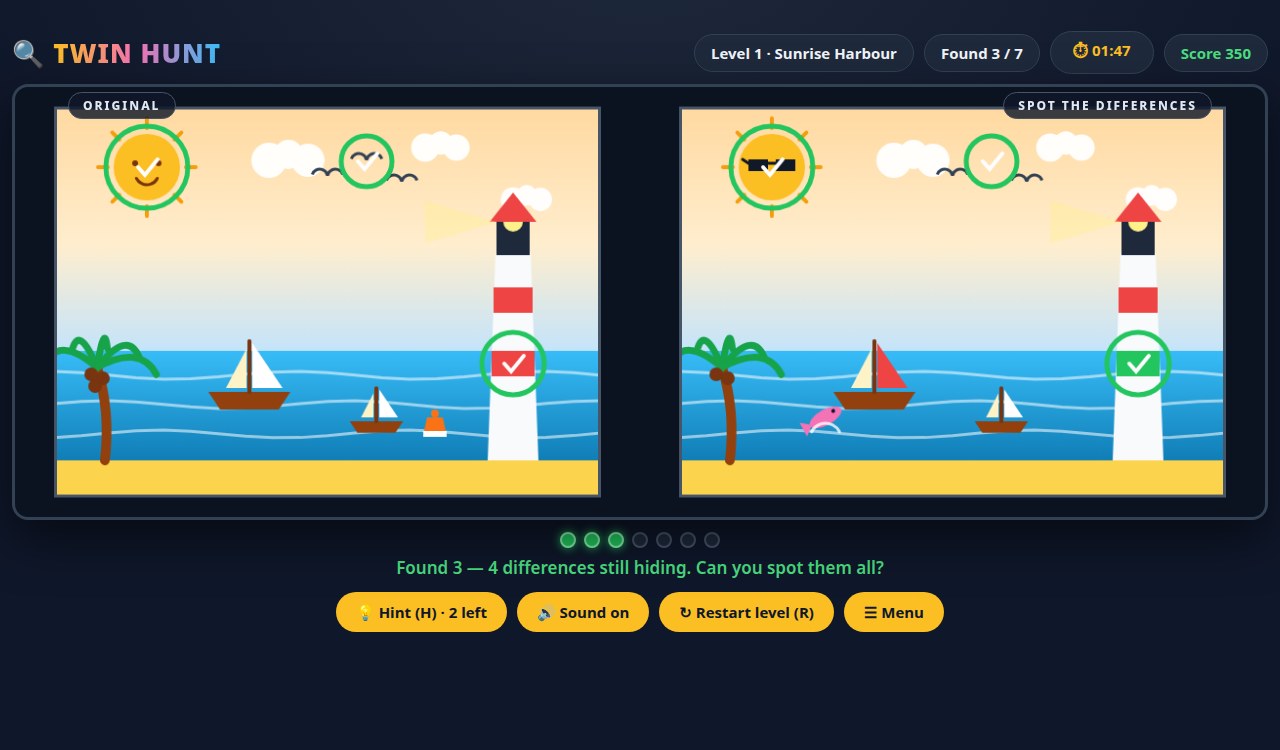 🔍 TWIN HUNT
Level 1 · Sunrise Harbour
Found 3 / 7
⏱ 01:47
Score 350
ORIGINAL
SPOT THE DIFFERENCES
Found 3 — 4 differences still hiding. Can you spot them all?
💡 Hint (H) · 2 left
🔊 Sound on
↻ Restart level (R)
☰ Menu